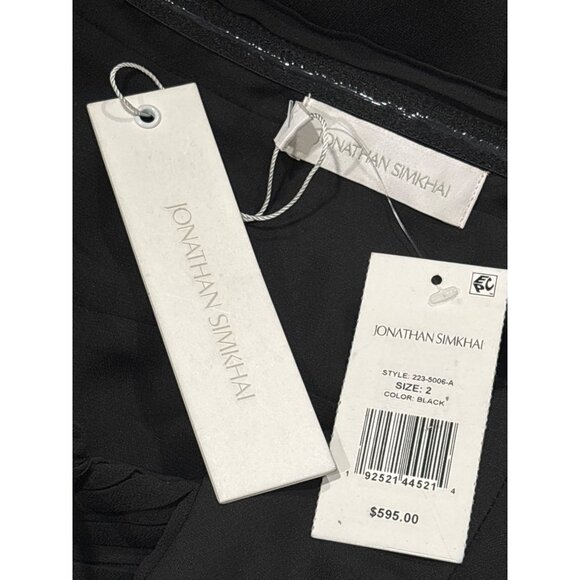 JONATHAN SIMKHAI
JONATHAN SIMKHAI
JONATHAN SIMKHAI
STYLE: 223-5006-A
SIZE: 2
COLOR: BLACK
1 92521 44521 4
$595.00